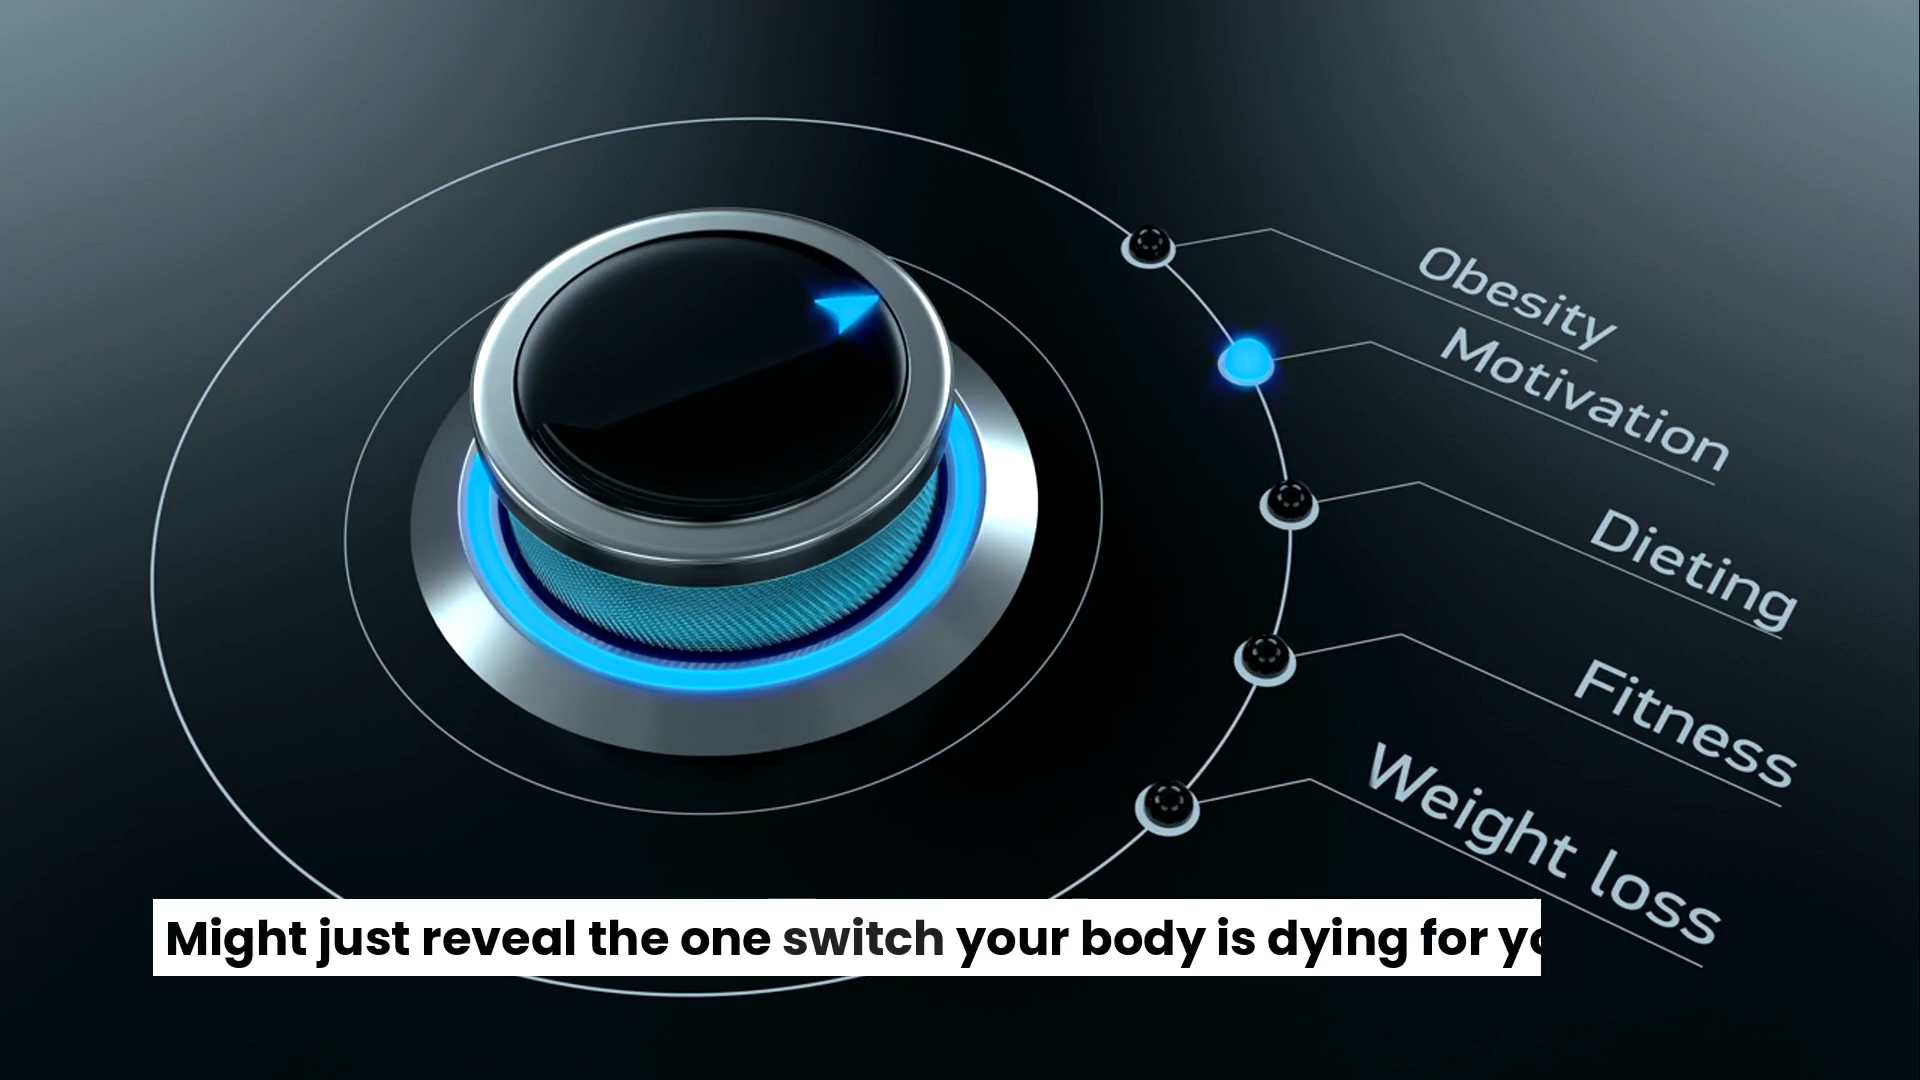 Obesity
Motivation
Dieting
Fitness
Weight loss
Might just reveal the one switch your body is dying for